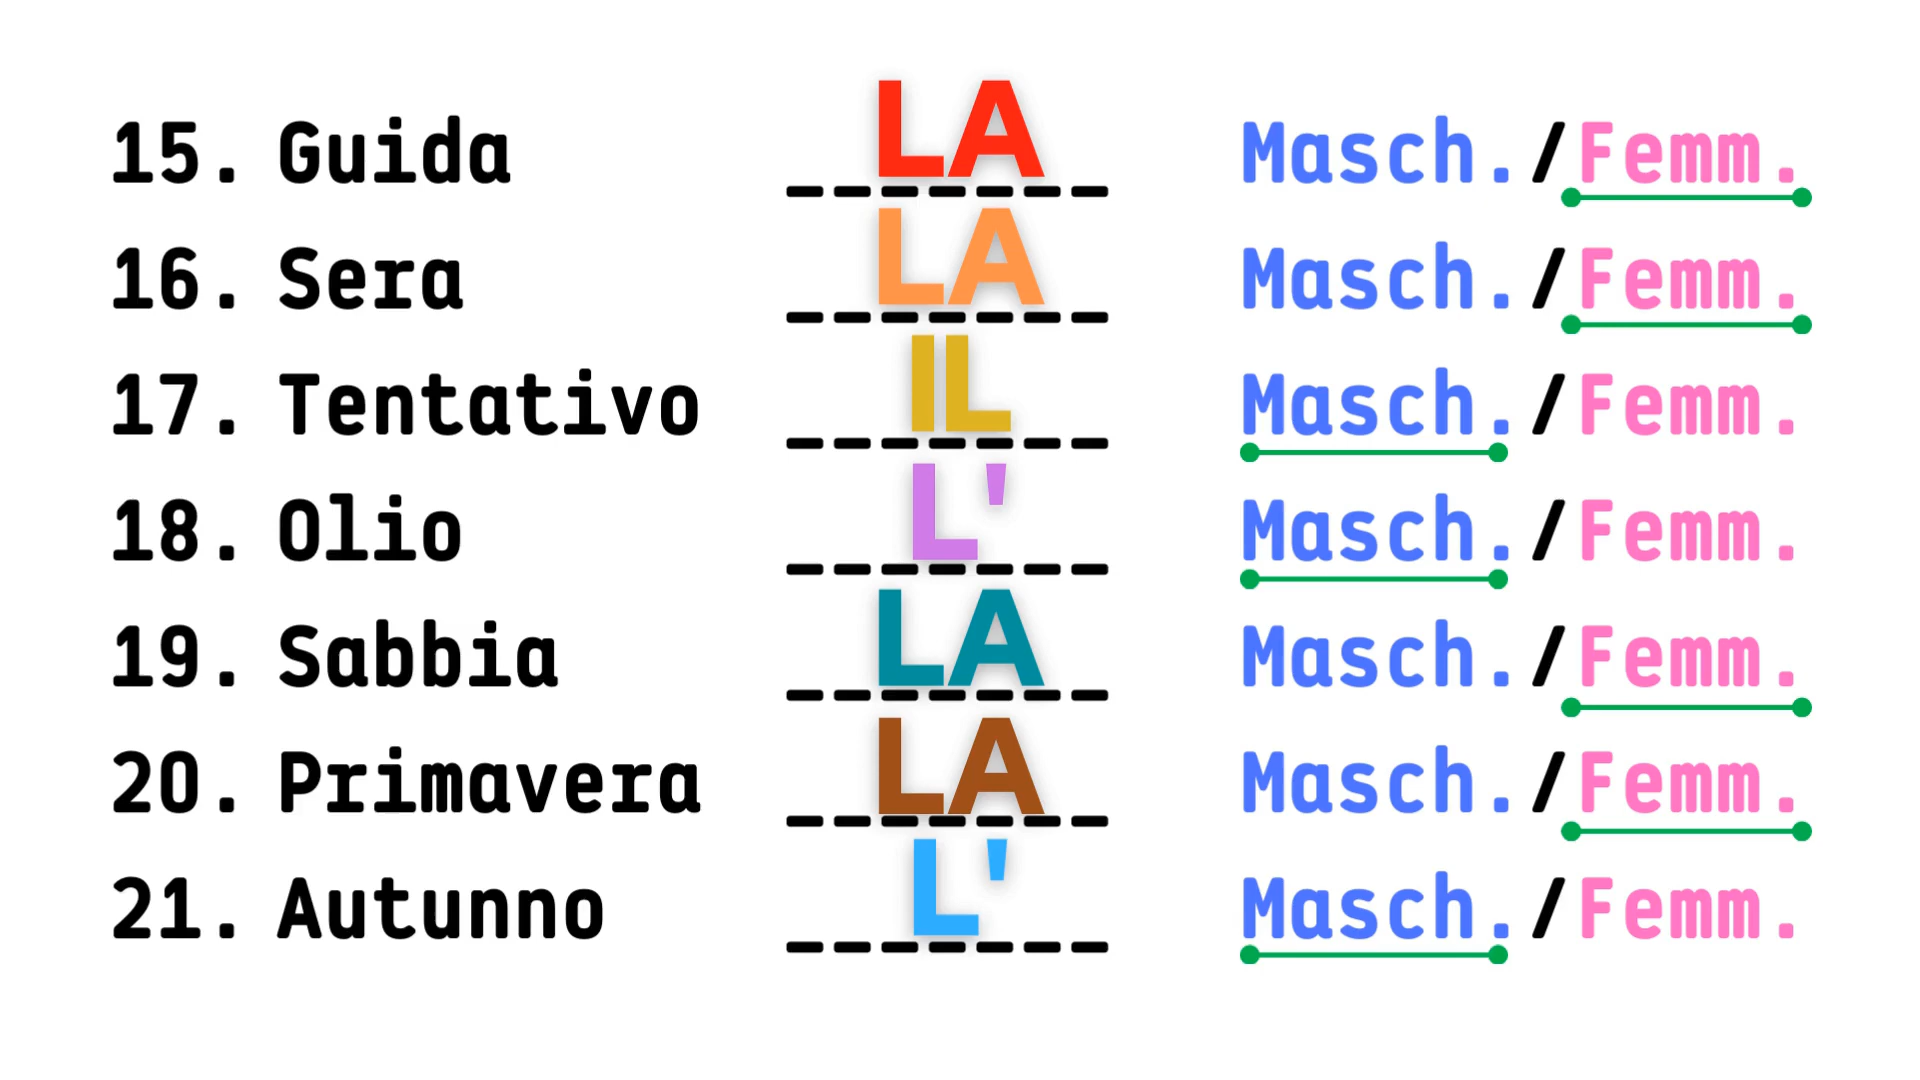 15. Guida LA Masch./Femm.
16. Sera LA Masch./Femm.
17. Tentativo IL Masch./Femm.
18. Olio L' Masch./Femm.
19. Sabbia LA Masch./Femm.
20. Primavera LA Masch./Femm.
21. Autunno L' Masch./Femm.